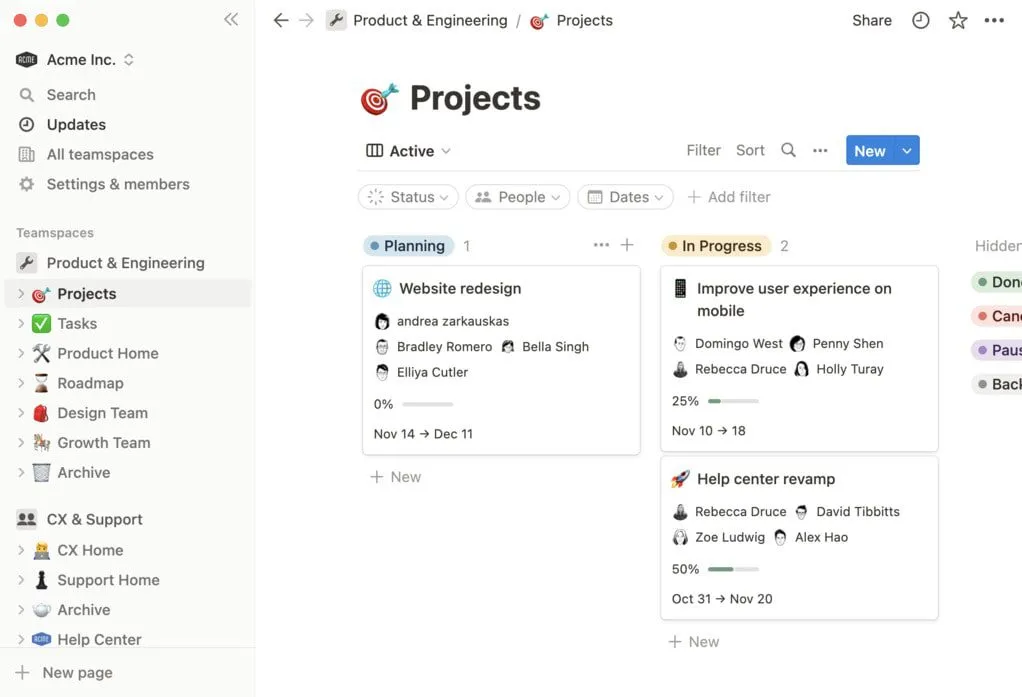 Product & Engineering / Projects
Share
Acme Inc.
Search
Updates
All teamspaces
Settings & members
Teamspaces
Product & Engineering
Projects
Tasks
Product Home
Roadmap
Design Team
Growth Team
Archive
CX & Support
CX Home
Support Home
Archive
ACME Help Center
New page
Projects
Active
Filter Sort New
Status People Dates Add filter
Planning 1
Website redesign
andrea zarkauskas
Bradley Romero Bella Singh
Elliya Cutler
0%
Nov 14 → Dec 11
New
In Progress 2
Improve user experience on
mobile
Domingo West Penny Shen
Rebecca Druce Holly Turay
25%
Nov 10 → 18
Help center revamp
Rebecca Druce David Tibbitts
Zoe Ludwig Alex Hao
50%
Oct 31 → Nov 20
New
Hidden
Done
Canc
Paus
Back